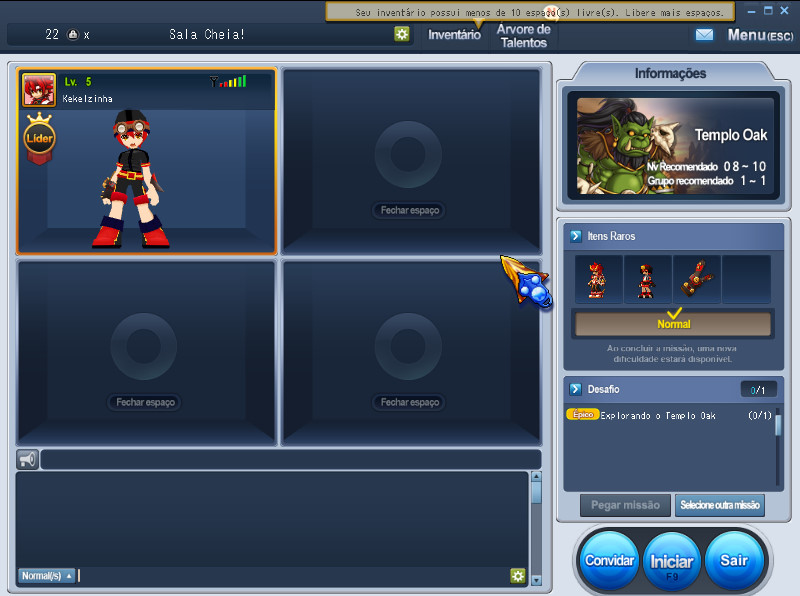 Seu inventário possui menos de 10 espaço(s) livre(s). Libere mais espaços.
22 x
Sala Cheia!
Inventário
Árvore de
Talentos
Menu(ESC)
Lv. 5
Kekelzinha
Líder
Fechar espaço
Fechar espaço
Fechar espaço
Informações
Templo Oak
Nv Recomendado 08 ~ 10
Grupo recomendado 1 ~ 1
Itens Raros
Normal
Ao concluir a missão, uma nova
dificuldade estará disponível.
Desafio 0/1
Épico Explorando o Templo Oak (0/1)
Pegar missão
Selecione outra missão
Normal(/s)
Convidar
Iniciar
F9
Sair